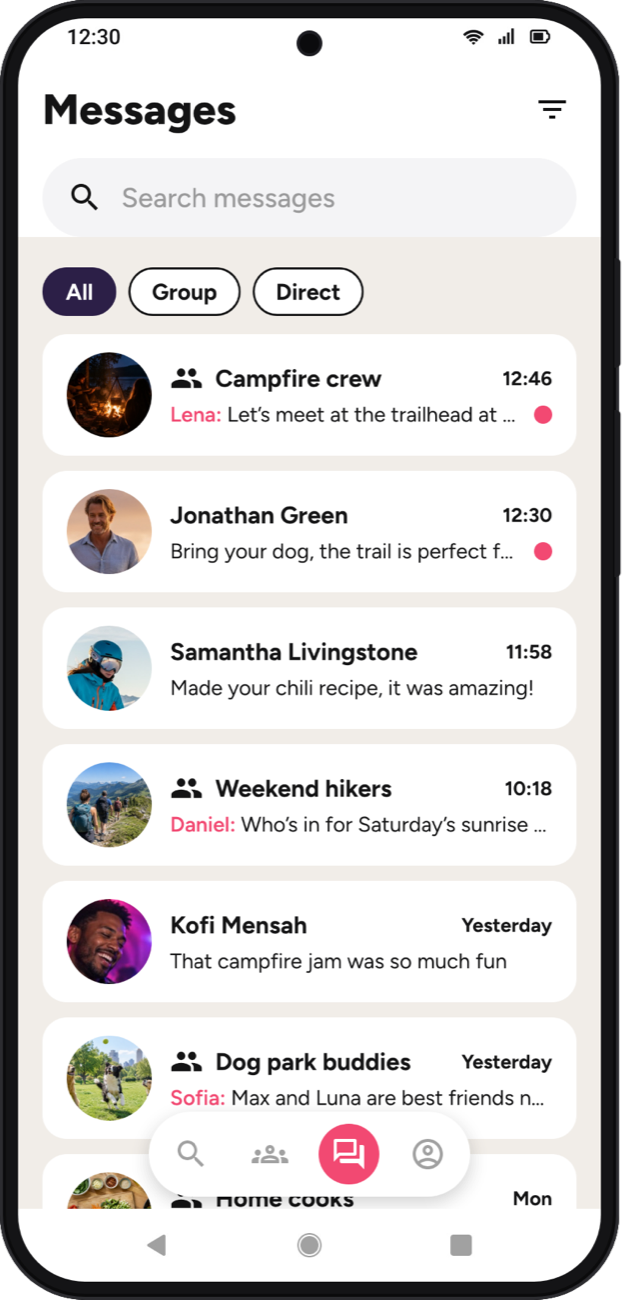 12:30
Messages
Search messages
All Group Direct
Campfire crew 12:46
Lena: Let’s meet at the trailhead at ...
Jonathan Green 12:30
Bring your dog, the trail is perfect f...
Samantha Livingstone 11:58
Made your chili recipe, it was amazing!
Weekend hikers 10:18
Daniel: Who’s in for Saturday’s sunrise ...
Kofi Mensah Yesterday
That campfire jam was so much fun
Dog park buddies Yesterday
Sofia: Max and Luna are best friends n...
Home cooks Mon